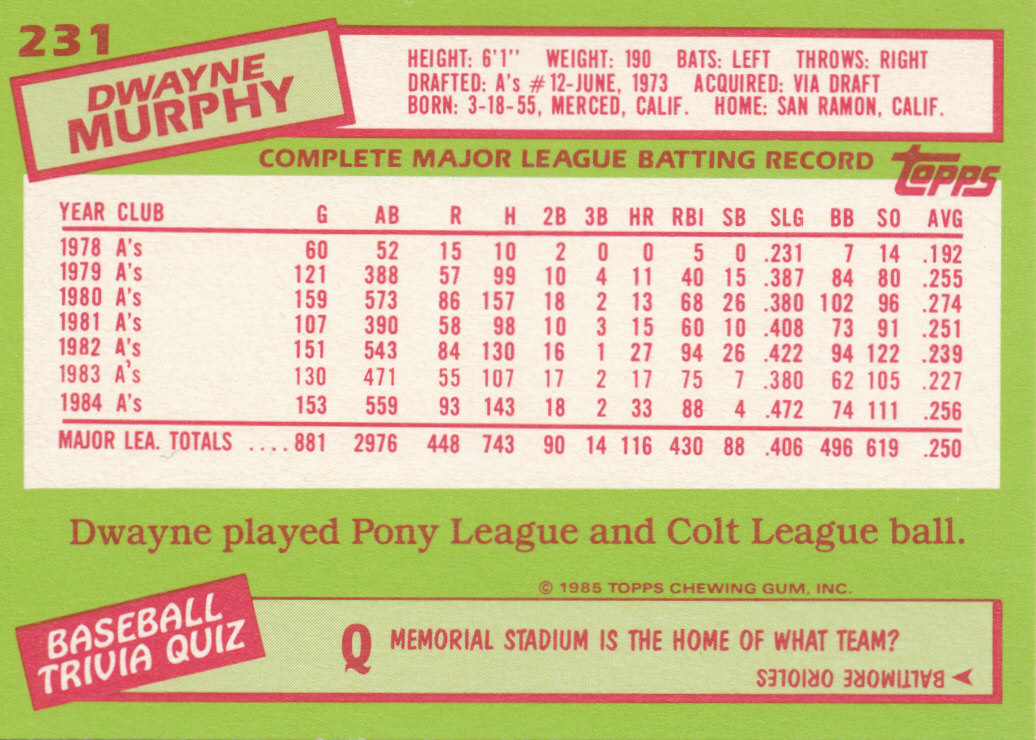 231
DWAYNE
MURPHY
HEIGHT: 6'1'' WEIGHT: 190 BATS: LEFT THROWS: RIGHT
DRAFTED: A's #12-JUNE, 1973 ACQUIRED: VIA DRAFT
BORN: 3-18-55, MERCED, CALIF. HOME: SAN RAMON, CALIF.
COMPLETE MAJOR LEAGUE BATTING RECORD
TOPPS
YEAR CLUB G AB R H 2B 3B HR RBI SB SLG BB SO AVG
1978 A's 60 52 15 10 2 0 0 5 0 .231 7 14 .192
1979 A's 121 388 57 99 10 4 11 40 15 .387 84 80 .255
1980 A's 159 573 86 157 18 2 13 68 26 .380 102 96 .274
1981 A's 107 390 58 98 10 3 15 60 10 .408 73 91 .251
1982 A's 151 543 84 130 16 1 27 94 26 .422 94 122 .239
1983 A's 130 471 55 107 17 2 17 75 7 .380 62 105 .227
1984 A's 153 559 93 143 18 2 33 88 4 .472 74 111 .256
MAJOR LEA. TOTALS ....881 2976 448 743 90 14 116 430 88 .406 496 619 .250
Dwayne played Pony League and Colt League ball.
© 1985 TOPPS CHEWING GUM, INC.
BASEBALL
TRIVIA QUIZ
Q MEMORIAL STADIUM IS THE HOME OF WHAT TEAM?
BALTIMORE ORIOLES